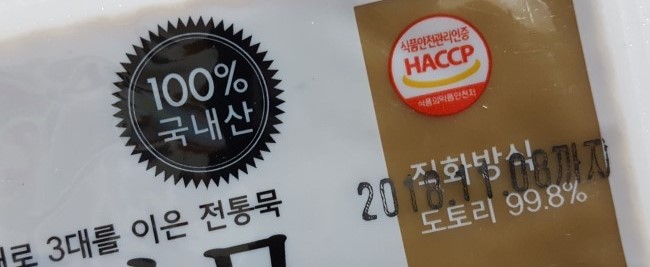 100%
국내산
식품안전관리인증
HACCP
식품의약품안전처
직화방식
2018.11.08까지
도토리 99.8%
3대를 이은 전통묵